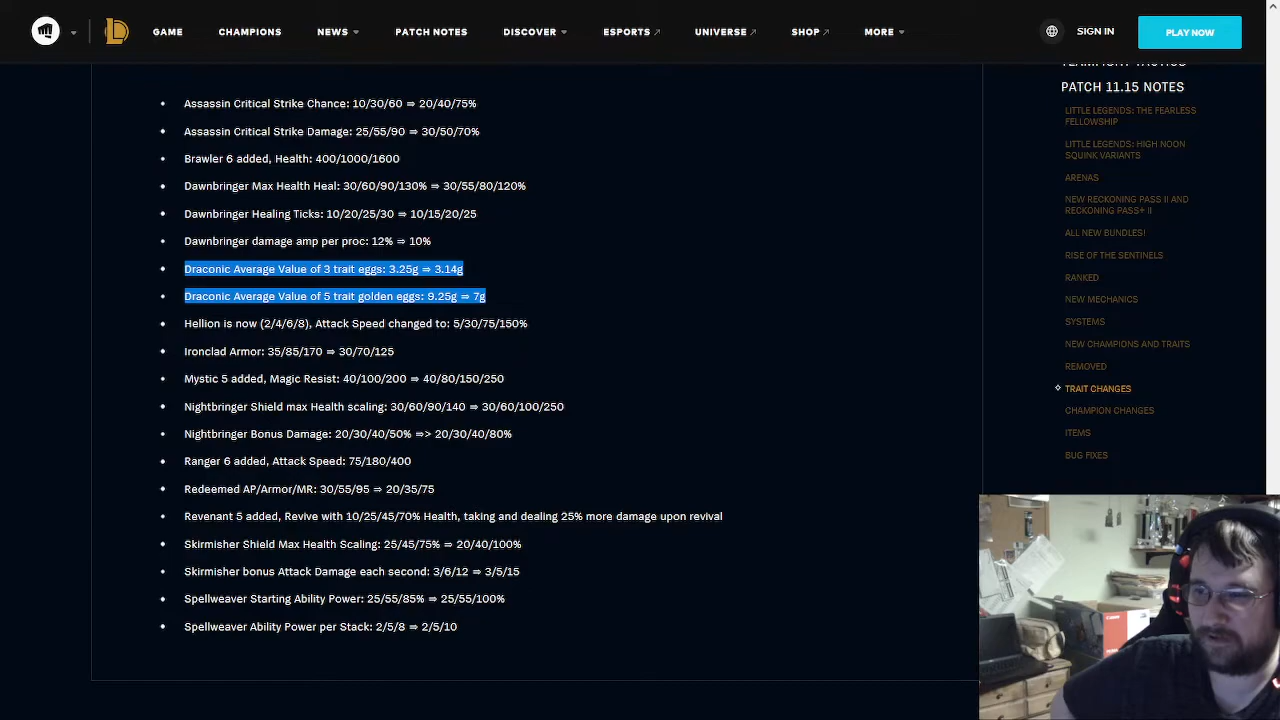 GAME
CHAMPIONS
NEWS
PATCH NOTES
DISCOVER
ESPORTS
UNIVERSE
SHOP
MORE
SIGN IN
PLAY NOW
Assassin Critical Strike Chance: 10/30/60 ⇒ 20/40/75%
Assassin Critical Strike Damage: 25/ ⇒ 30/50/70%
Brawler 6 added, Health: 400/1000/1800
Dawnbringer Max Health Heal: 30/60/90/130% ⇒ 30/55/80/120%
Dawnbringer Healing Ticks: 10/20/25/30 ⇒ 10/15/20/25
Dawnbringer damage amp per proc: 12% ⇒ 10%
Draconic Average Value of 3 trait eggs: 3.25g ⇒ 3.14g
Draconic Average Value of 5 trait golden eggs: 9.25g ⇒ 7g
Hellion is now (2/4/6/8), Attack Speed changed to: 5/30/75/150%
Ironclad Armor: 35/85/170 ⇒ 30/70/125
Mystic 5 added, Magic Resist: 40/100/200 ⇒ 40/80/150/250
Nightbringer Shield max Health scaling: 30/60/90/140 ⇒ 30/60/100/250
Nightbringer Bonus Damage: 20/30/40/50% =>> 20/30/40/80%
Ranger 6 added, Attack Speed: 75/180/400
Redeemed AP/Armor/MR: 30/55/95 ⇒ 20/35/75
Revenant 5 added, Revive with 10/25/45/70% Health, taking and dealing 25% more damage upon revival
Skirmisher Shield Max Health Scaling: 25/45/75% ⇒ 20/40/100%
Skirmisher bonus Attack Damage each second: 3/6/12 ⇒ 3/5/15
Spellweaver Starting Ability Power: 25/55/85% ⇒ 25/55/100%
Spellweaver Ability Power per Stack: 2/5/8 ⇒ 2/5/10
TEAMFIGHT TACTICS
PATCH 11.15 NOTES
LITTLE LEGENDS: THE FEARLESS
FELLOWSHIP
LITTLE LEGENDS: HIGH NOON
SQUINK VARIANTS
ARENAS
NEW RECKONING PASS II AND
RECKONING PASS+ II
ALL NEW BUNDLES!
RISE OF THE SENTINELS
RANKED
NEW MECHANICS
SYSTEMS
NEW CHAMPIONS AND TRAITS
REMOVED
TRAIT CHANGES
CHAMPION CHANGES
ITEMS
BUG FIXES